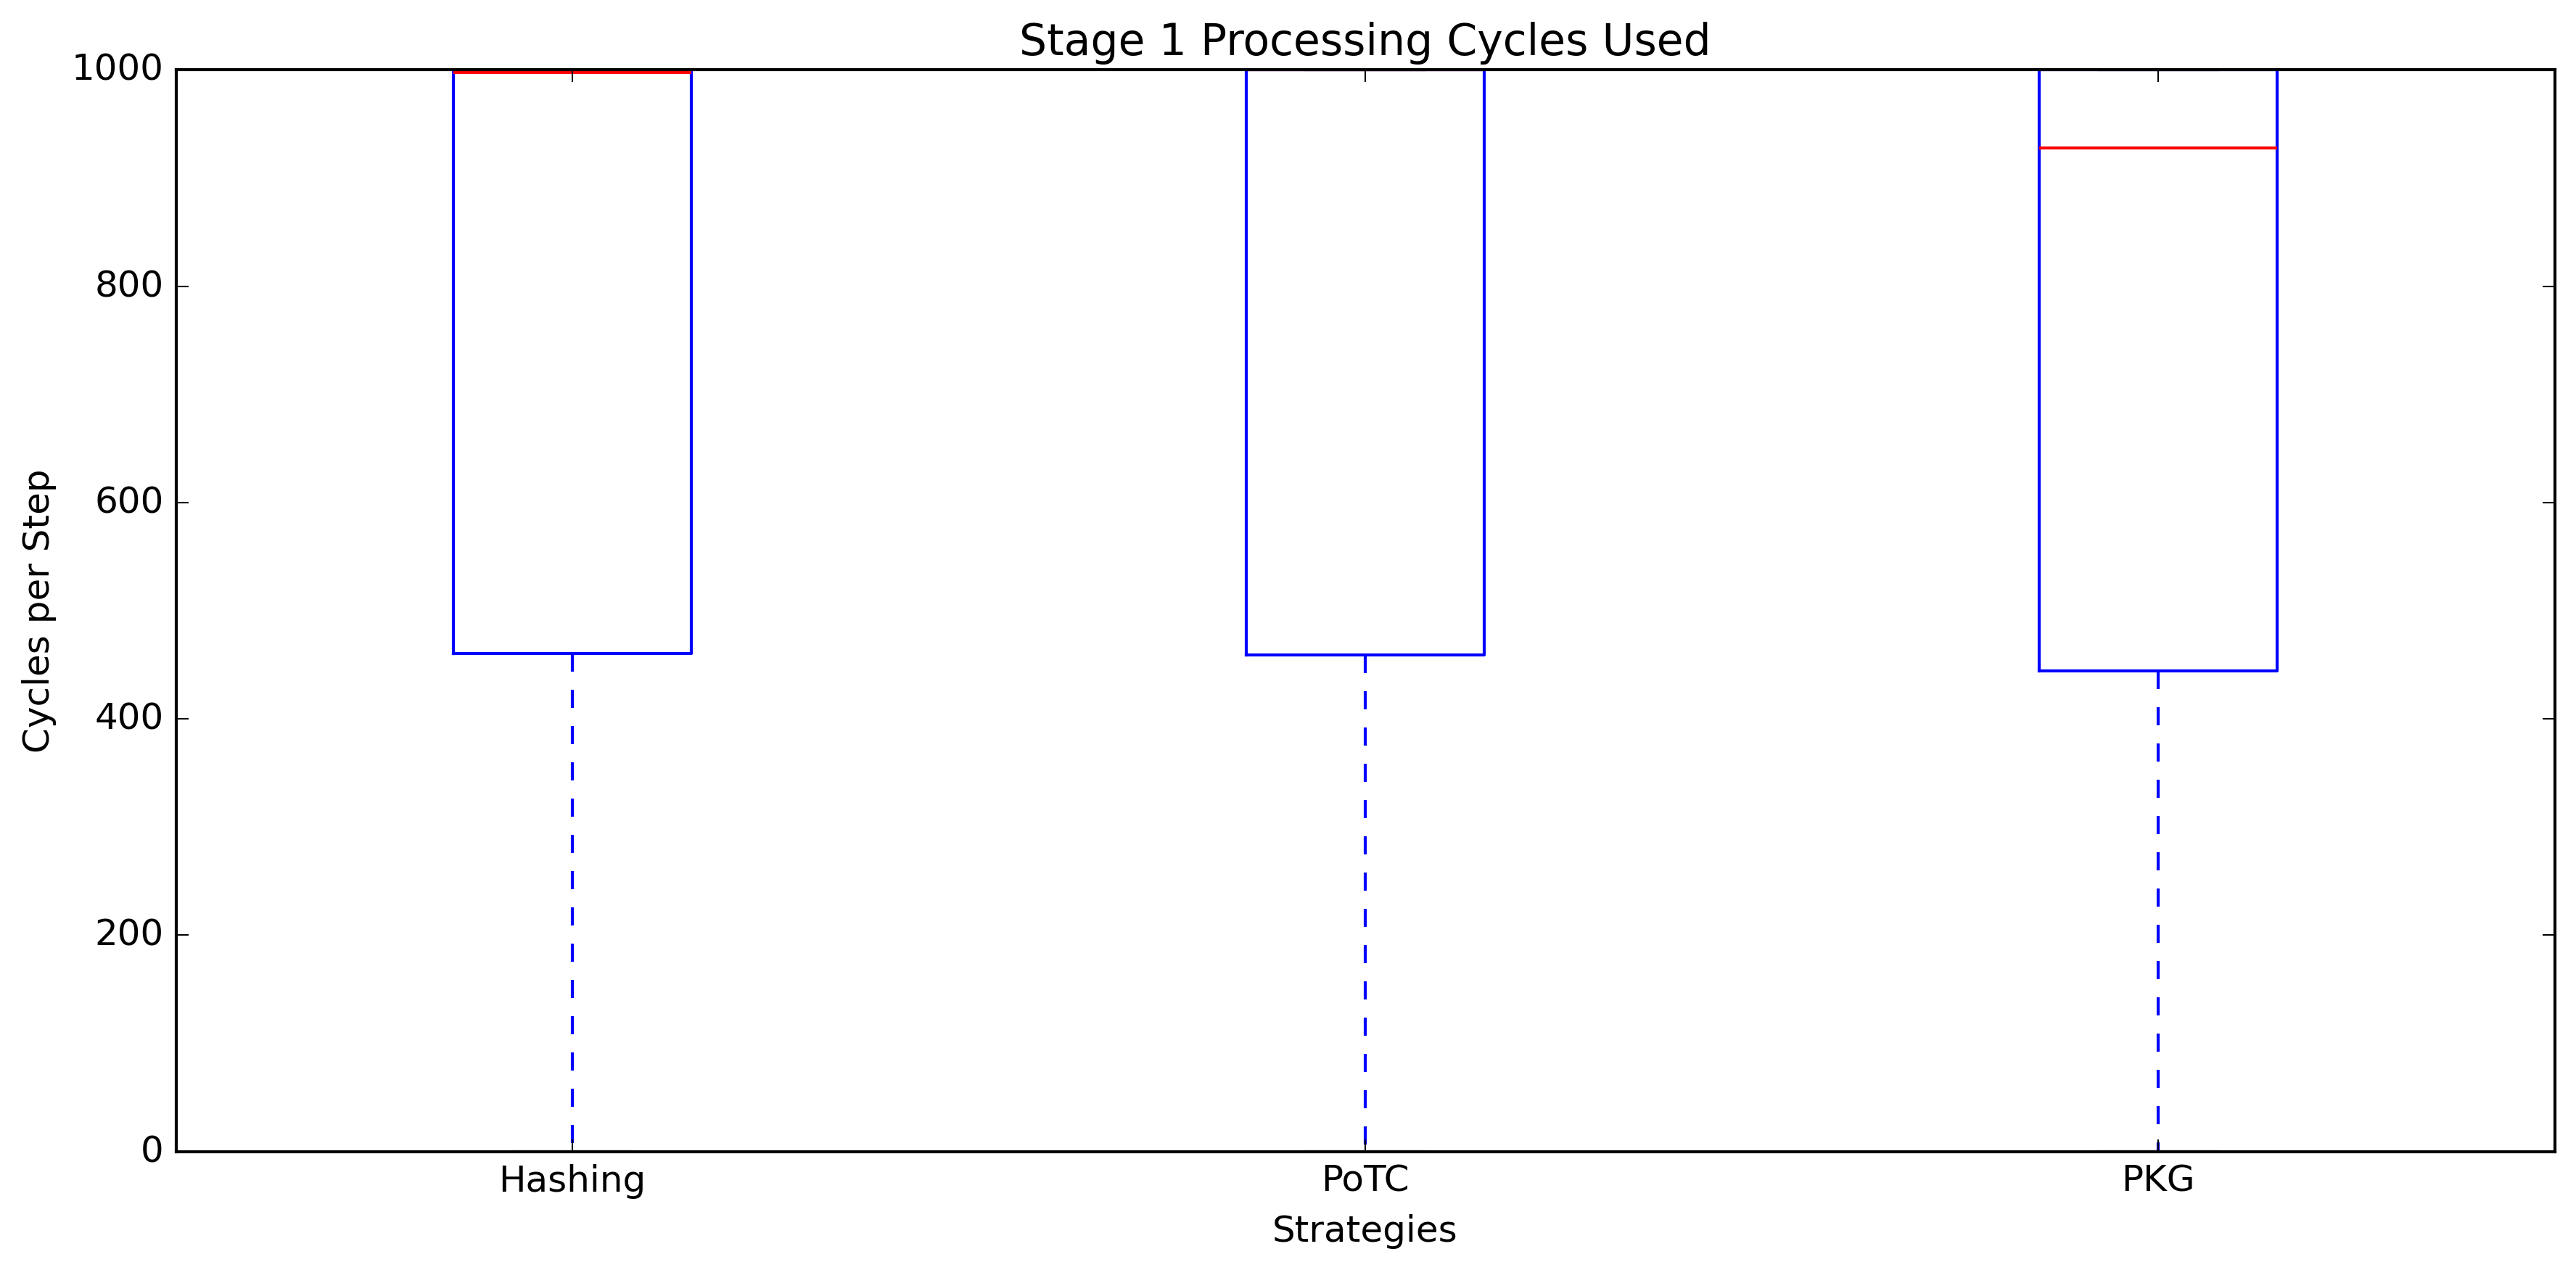 Stage 1 Processing Cycles Used
1000
800
600
400
200
0
Cycles per Step
Hashing PoTC PKG
Strategies